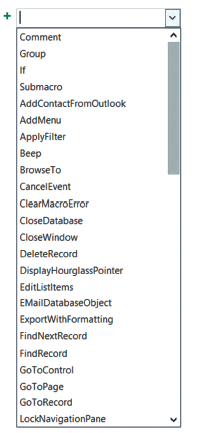 Comment
Group
If
Submacro
AddContactFromOutlook
AddMenu
ApplyFilter
Beep
BrowseTo
CancelEvent
ClearMacroError
CloseDatabase
CloseWindow
DeleteRecord
DisplayHourglassPointer
EditListItems
EMailDatabaseObject
ExportWithFormatting
FindNextRecord
FindRecord
GoToControl
GoToPage
GoToRecord
LockNavigationPane